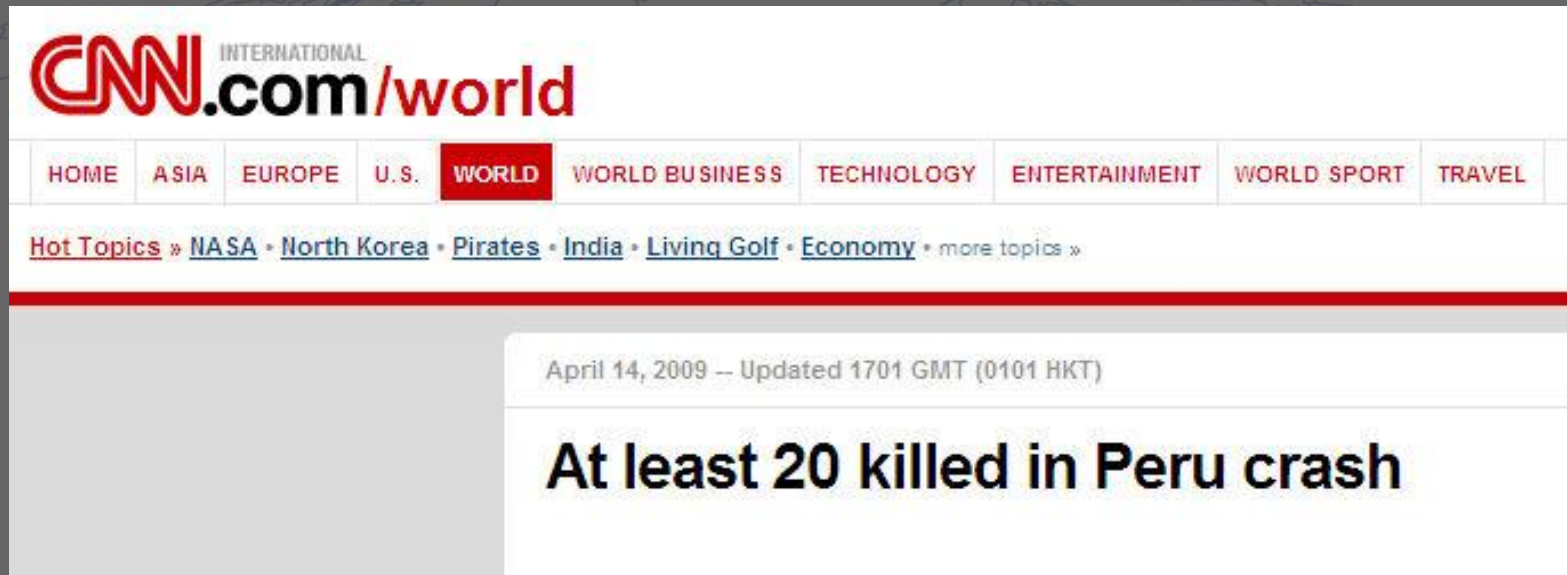 CNN INTERNATIONAL .com/world
HOME ASIA EUROPE U.S. WORLD WORLD BUSINESS TECHNOLOGY ENTERTAINMENT WORLD SPORT TRAVEL
Hot Topics » NASA • North Korea • Pirates • India • Living Golf • Economy • more topics »
April 14, 2009 -- Updated 1701 GMT (0101 HKT)
At least 20 killed in Peru crash